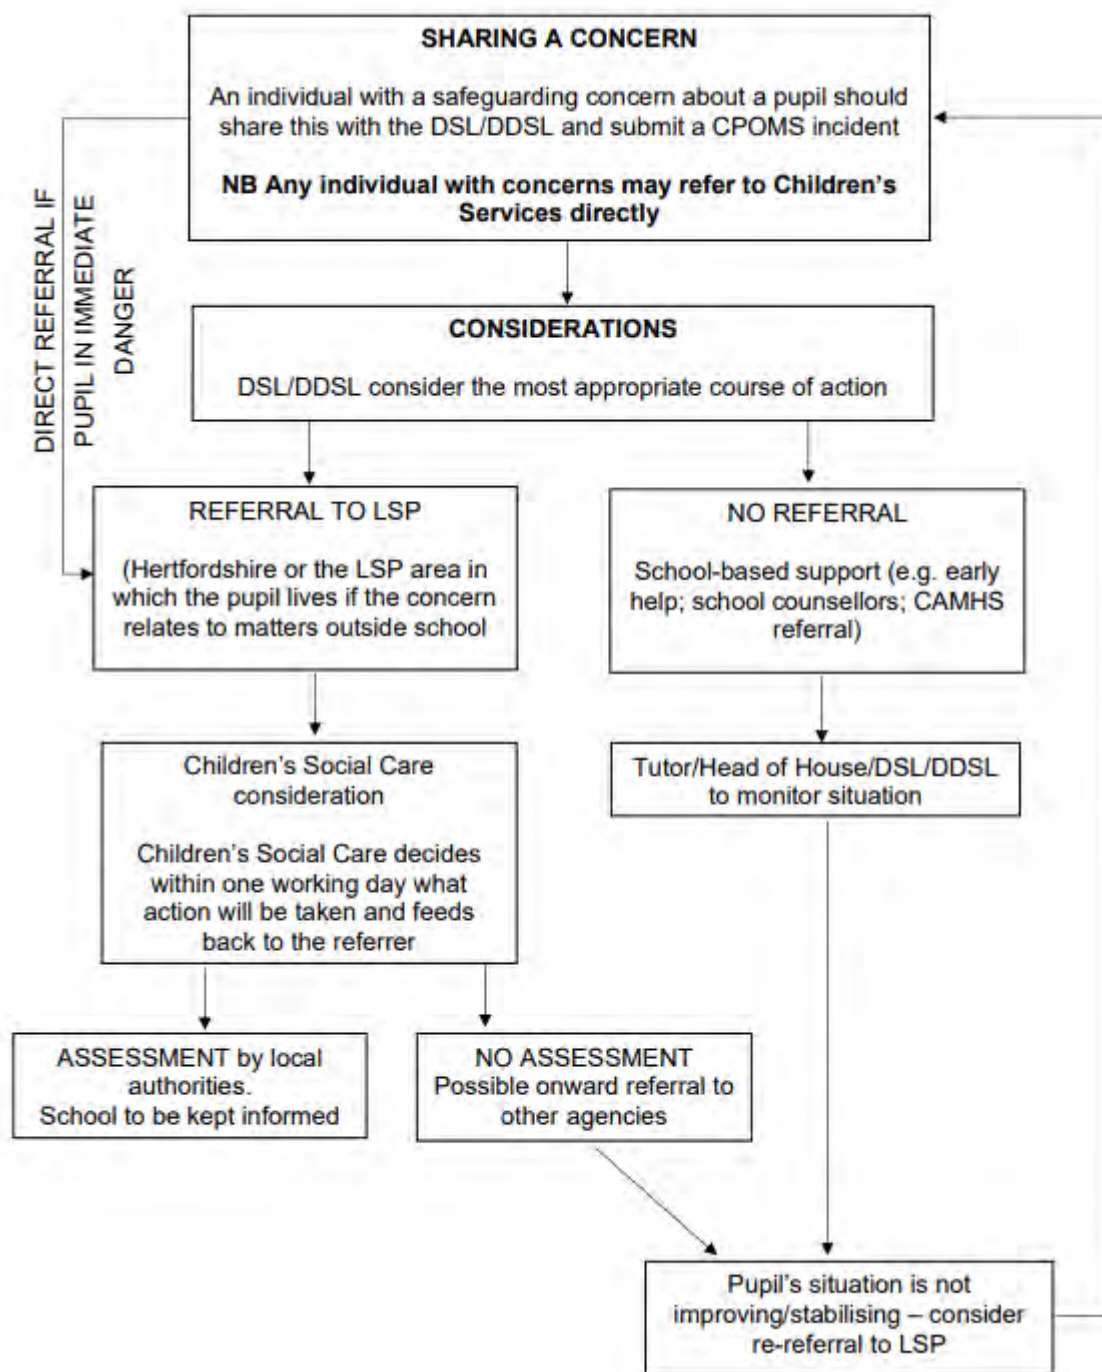 SHARING A CONCERN
An individual with a safeguarding concern about a pupil should
share this with the DSL/DDSL and submit a CPOMS incident
NB Any individual with concerns may refer to Children's
Services directly
DIRECT REFERRAL IF
PUPIL IN IMMEDIATE
DANGER
CONSIDERATIONS
DSL/DDSL consider the most appropriate course of action
REFERRAL TO LSP
(Hertfordshire or the LSP area in
which the pupil lives if the concern
relates to matters outside school
NO REFERRAL
School-based support (e.g. early
help; school counsellors; CAMHS
referral)
Children's Social Care
consideration
Children's Social Care decides
within one working day what
action will be taken and feeds
back to the referrer
Tutor/Head of House/DSL/DDSL
to monitor situation
ASSESSMENT by local
authorities.
School to be kept informed
NO ASSESSMENT
Possible onward referral to
other agencies
Pupil's situation is not
improving/stabilising – consider
re-referral to LSP